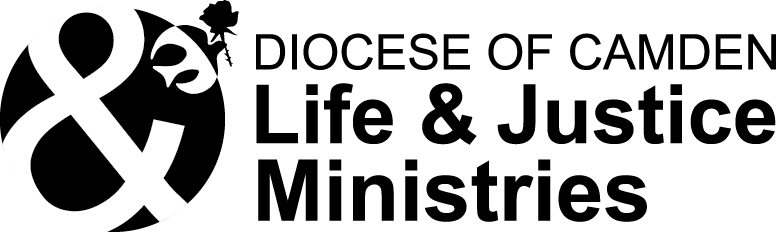 &
DIOCESE OF CAMDEN
Life & Justice
Ministries